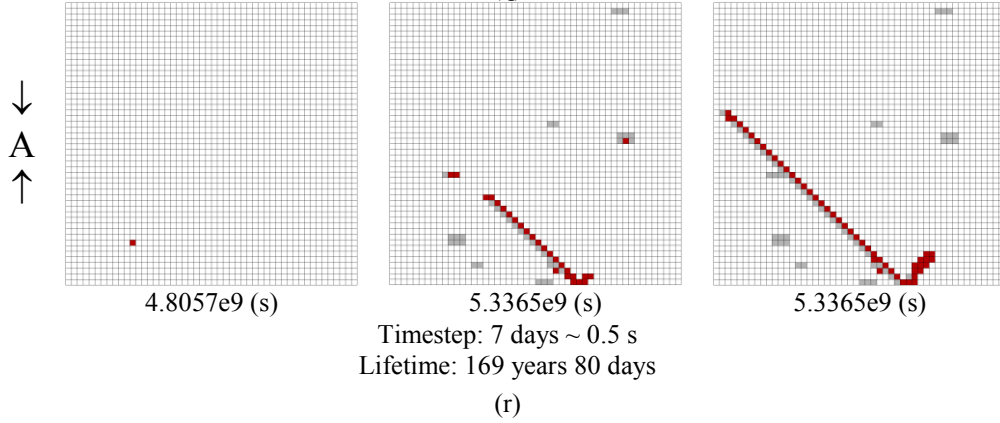 ↓
A
↑
4.8057e9 (s) 5.3365e9 (s) 5.3365e9 (s)
Timestep: 7 days ~ 0.5 s
Lifetime: 169 years 80 days
(r)